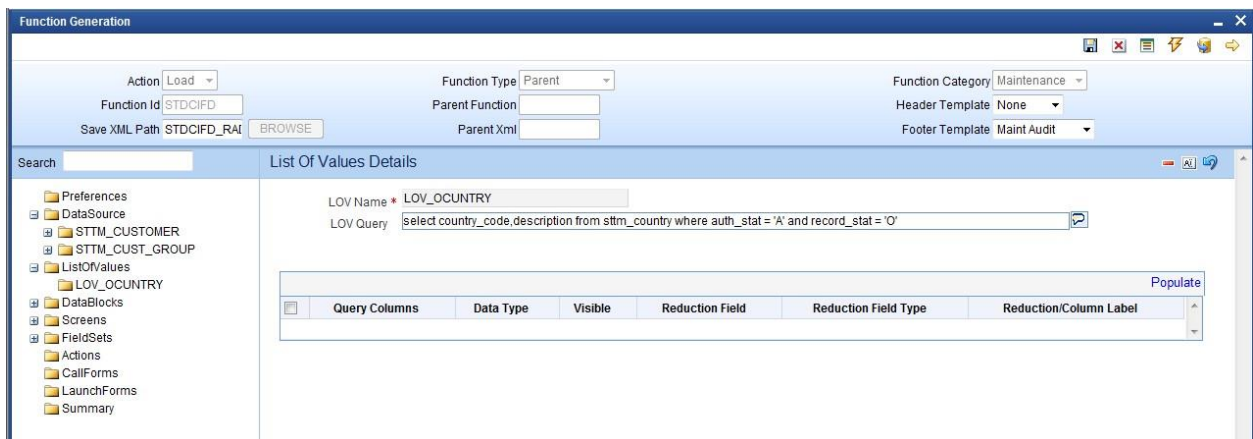 Function Generation
Action Load Function Type Parent Function Category Maintenance
Function Id STDCIFD Parent Function Header Template None
Save XML Path STDCIFD_RAD BROWSE Parent Xml Footer Template Maint Audit
Search List Of Values Details
Preferences
DataSource
STTM_CUSTOMER
STTM_CUST_GROUP
ListOfValues
LOV_OCUNTRY
DataBlocks
Screens
FieldSets
Actions
CallForms
LaunchForms
Summary
LOV Name * LOV_OCUNTRY
LOV Query select country_code,description from sttm_country where auth_stat = 'A' and record_stat = 'O'
Populate
Query Columns Data Type Visible Reduction Field Reduction Field Type Reduction/Column Label